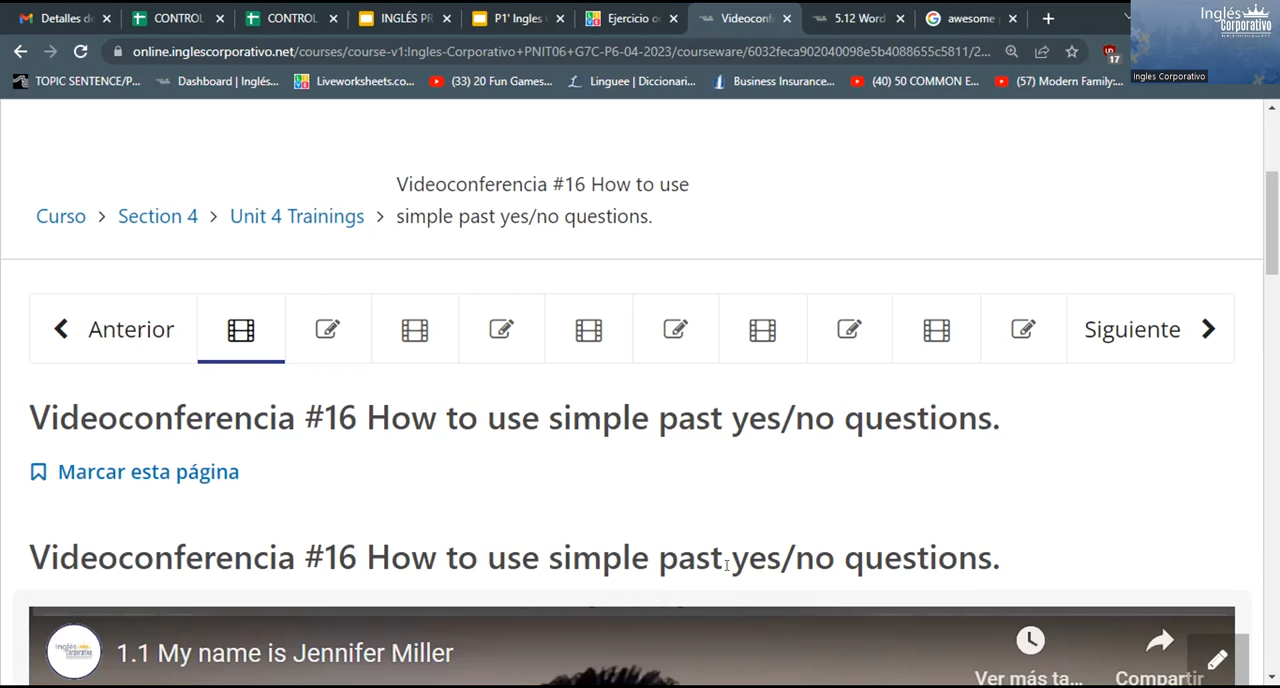 Detalles de
CONTROL
CONTROL
INGLÉS PR
P1' Ingles
Ejercicio o
Videoconf
5.12 Word
awesome
online.inglescorporativo.net/courses/course-v1:Ingles-Corporativo+PNIT06+G7C-P6-04-2023/courseware/6032feca902040098e5b4088655c5811/2...
17
TOPIC SENTENCE/P...
Dashboard | Inglés...
Liveworksheets.co...
(33) 20 Fun Games...
Linguee | Diccionari...
Business Insurance...
(40) 50 COMMON E...
(57) Modern Family:...
Inglés
Corporativo
Ingles Corporativo
Videoconferencia #16 How to use
Curso > Section 4 > Unit 4 Trainings > simple past yes/no questions.
Anterior
Siguiente
Videoconferencia #16 How to use simple past yes/no questions.
Marcar esta página
Videoconferencia #16 How to use simple past yes/no questions.
Inglés
Corporativo
1.1 My name is Jennifer Miller
Ver más ta...
Compartir